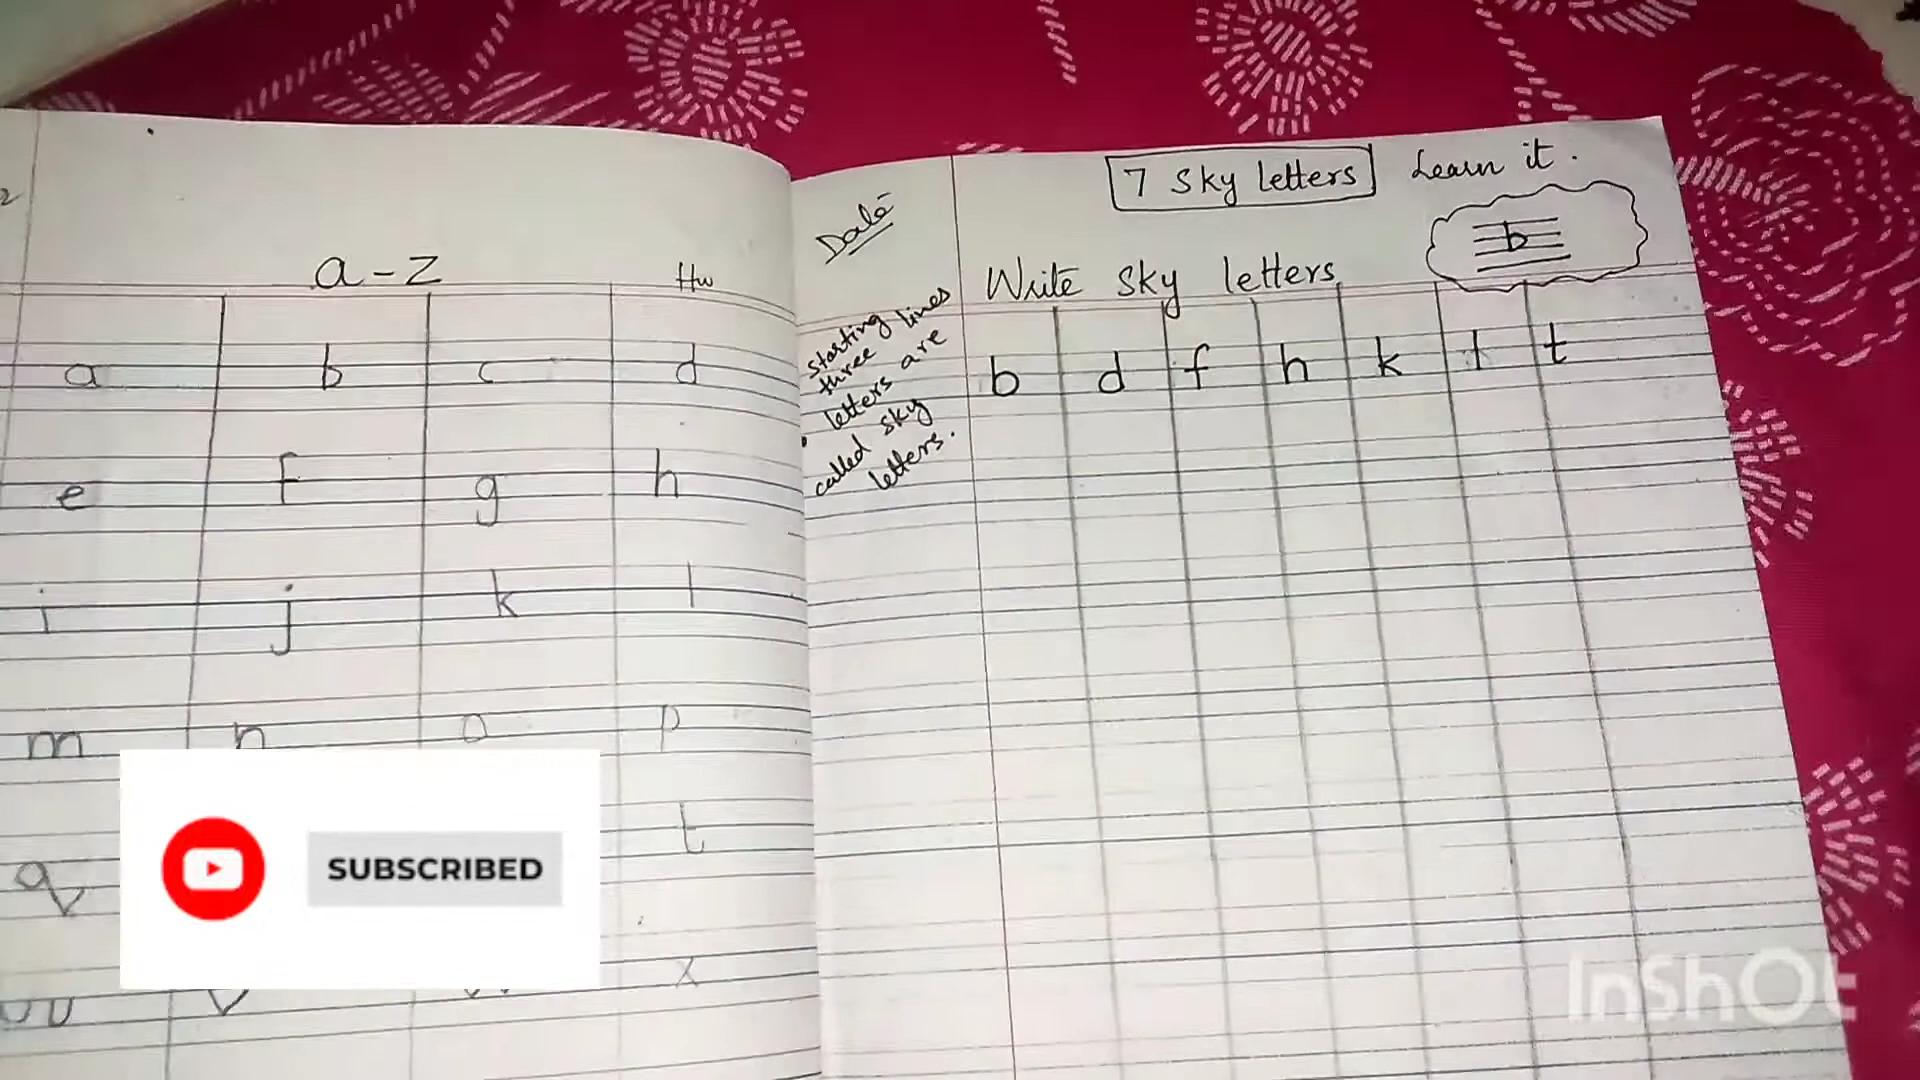 a-z
Hw
a b c d
e f g h
i j k l
m n o p
q t
v x
SUBSCRIBED
7 Sky letters Learn it.
Date
b
Write sky letters
b d f h k l t
starting
three lines
letters are
called sky
letters.
InShOt